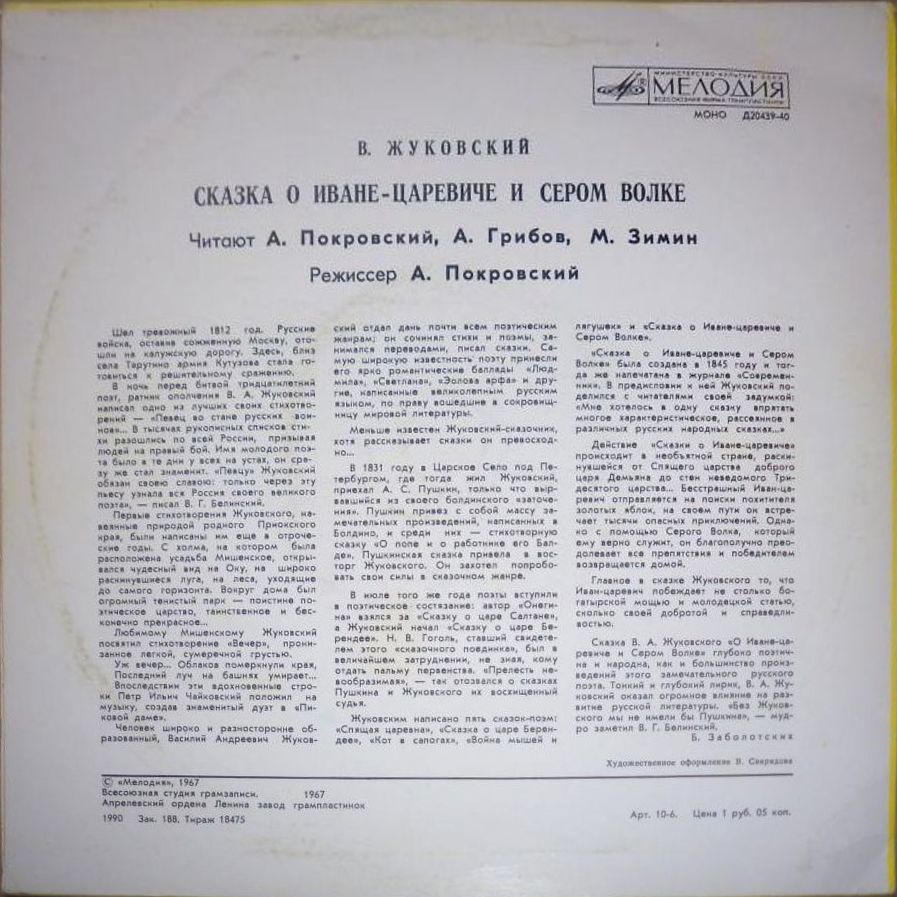 МИНИСТЕРСТВО КУЛЬТУРЫ СССР
МЕЛОДИЯ
ВСЕСОЮЗНАЯ ФИРМА ГРАМПЛАСТИНОК
МОНО Д20439-40
В. ЖУКОВСКИЙ
СКАЗКА О ИВАНЕ-ЦАРЕВИЧЕ И СЕРОМ ВОЛКЕ
Читают А. Покровский, А. Грибов, М. Зимин
Режиссер А. Покровский
Шел тревожный 1812 год. Русские
войска, оставив сожженную Москву, ото-
шли на калужскую дорогу. Здесь, близ
села Тарутино армия Кутузова стала го-
товиться к решительному сражению.
В ночь перед битвой тридцатилетний
поэт, ратник ополчения В. А. Жуковский
написал одно из лучших своих стихотво-
рений — «Певец во стане русских вои-
нов»... В тысячах рукописных списков сти-
хи разошлись по всей России, призывая
людей на правый бой. Имя молодого поэ-
та было в те дни у всех на устах, он сра-
зу же стал знаменит. «Певцу» Жуковский
обязан своею славою: только через эту
пьесу узнала вся Россия своего великого
поэта», — писал В. Г. Белинский.
Первые стихотворения Жуковского, на-
веянные природой родного Приокского
края, были написаны им еще в отроче-
ские годы. С холма, на котором была
расположена усадьба Мишенское, откры-
вался чудесный вид на Оку, на широко
раскинувшиеся луга, на леса, уходящие
до самого горизонта. Вокруг дома был
огромный тенистый парк — поистине по-
этическое царство, таинственное и бес-
конечно прекрасное...
Любимому Мишенскому Жуковский
посвятил стихотворение «Вечер», прони-
занное легкой, сумеречной грустью.
Уж вечер... Облаков померкнули края,
Последний луч на башнях умирает...
Впоследствии эти вдохновенные стро-
ки Петр Ильич Чайковский положил на
музыку, создав знаменитый дуэт в «Пи-
ковой даме».
Человек широко и разносторонне об-
разованный, Василий Андреевич Жуков-
ский отдал дань почти всем поэтическим
жанрам: он сочинял стихи и поэмы, за-
нимался переводами, писал сказки. Са-
мую широкую известность поэту принесли
его ярко романтические баллады «Люд-
мила», «Светлана», «Эолова арфа» и дру-
гие, написанные великолепным русским
языком, по праву вошедшие в сокровищ-
ницу мировой литературы.
Меньше известен Жуковский-сказочник,
хотя рассказывает сказки он превосход-
но...
В 1831 году в Царское Село под Пе-
тербургом, где тогда жил Жуковский,
приехал А. С. Пушкин, только что выр-
вавшийся из своего болдинского «заточе-
ния». Пушкин привез с собой массу за-
мечательных произведений, написанных в
Болдино, и среди них — стихотворную
сказку «О попе и о работнике его Бал-
де». Пушкинская сказка привела в вос-
торг Жуковского. Он захотел попробо-
вать свои силы в сказочном жанре.
В июле того же года поэты вступили
в поэтическое состязание: автор «Онеги-
на» взялся за «Сказку о царе Салтане»,
а Жуковский начал «Сказку о царе Бе-
рендее». Н. В. Гоголь, ставший свидете-
лем этого «сказочного поединка», был в
величайшем затруднении, не зная, кому
отдать пальму первенства. «Прелесть не-
вообразимая», — так отозвался о сказках
Пушкина и Жуковского их восхищенный
судья.
Жуковским написано пять сказок-поэм:
«Спящая царевна», «Сказка о царе Берен-
дее», «Кот в сапогах», «Война мышей и
лягушек» и «Сказка о Иване-царевиче и
Сером Волке».
«Сказка о Иване-царевиче и Сером
Волке» была создана в 1845 году и тог-
да же напечатана в журнале «Современ-
ник». В предисловии к ней Жуковский по-
делился с читателями своей задумкой:
«Мне хотелось в одну сказку впрятать
многое характеристическое, рассеянное в
различных русских народных сказках...»
Действие «Сказки о Иване-царевиче»
происходит в необъятной стране, раски-
нувшейся от Спящего царства доброго
царя Демьяна до стен неведомого Три-
десятого царства... Бесстрашный Иван-ца-
ревич отправляется на поиски похитителя
золотых яблок, на своем пути он встре-
чает тысячи опасных приключений. Одна-
ко с помощью Серого Волка, который
ему верно служит, он благополучно прео-
долевает все препятствия и победителем
возвращается домой.
Главное в сказке Жуковского то, что
Иван-царевич побеждает не столько бо-
гатырской мощью и молодецкой статью,
сколько своей добротой и справедли-
востью.
Сказка В. А. Жуковского «О Иване-ца-
ревиче и Сером Волке» глубоко поэтич-
на и народна, как и большинство произ-
ведений этого замечательного русского
поэта. Тонкий и глубокий лирик, В. А. Жу-
ковский оказал огромное влияние на раз-
витие русской литературы. «Без Жуков-
ского мы не имели бы Пушкина», — муд-
ро заметил В. Г. Белинский.
Б. Заболотских
Художественное оформление В. Свиридова
© «Мелодия», 1967
Всесоюзная студия грамзаписи. 1967
Апрелевский ордена Ленина завод грампластинок
1990 Зак. 188. Тираж 18475
Арт. 10-6. Цена 1 руб. 05 коп.